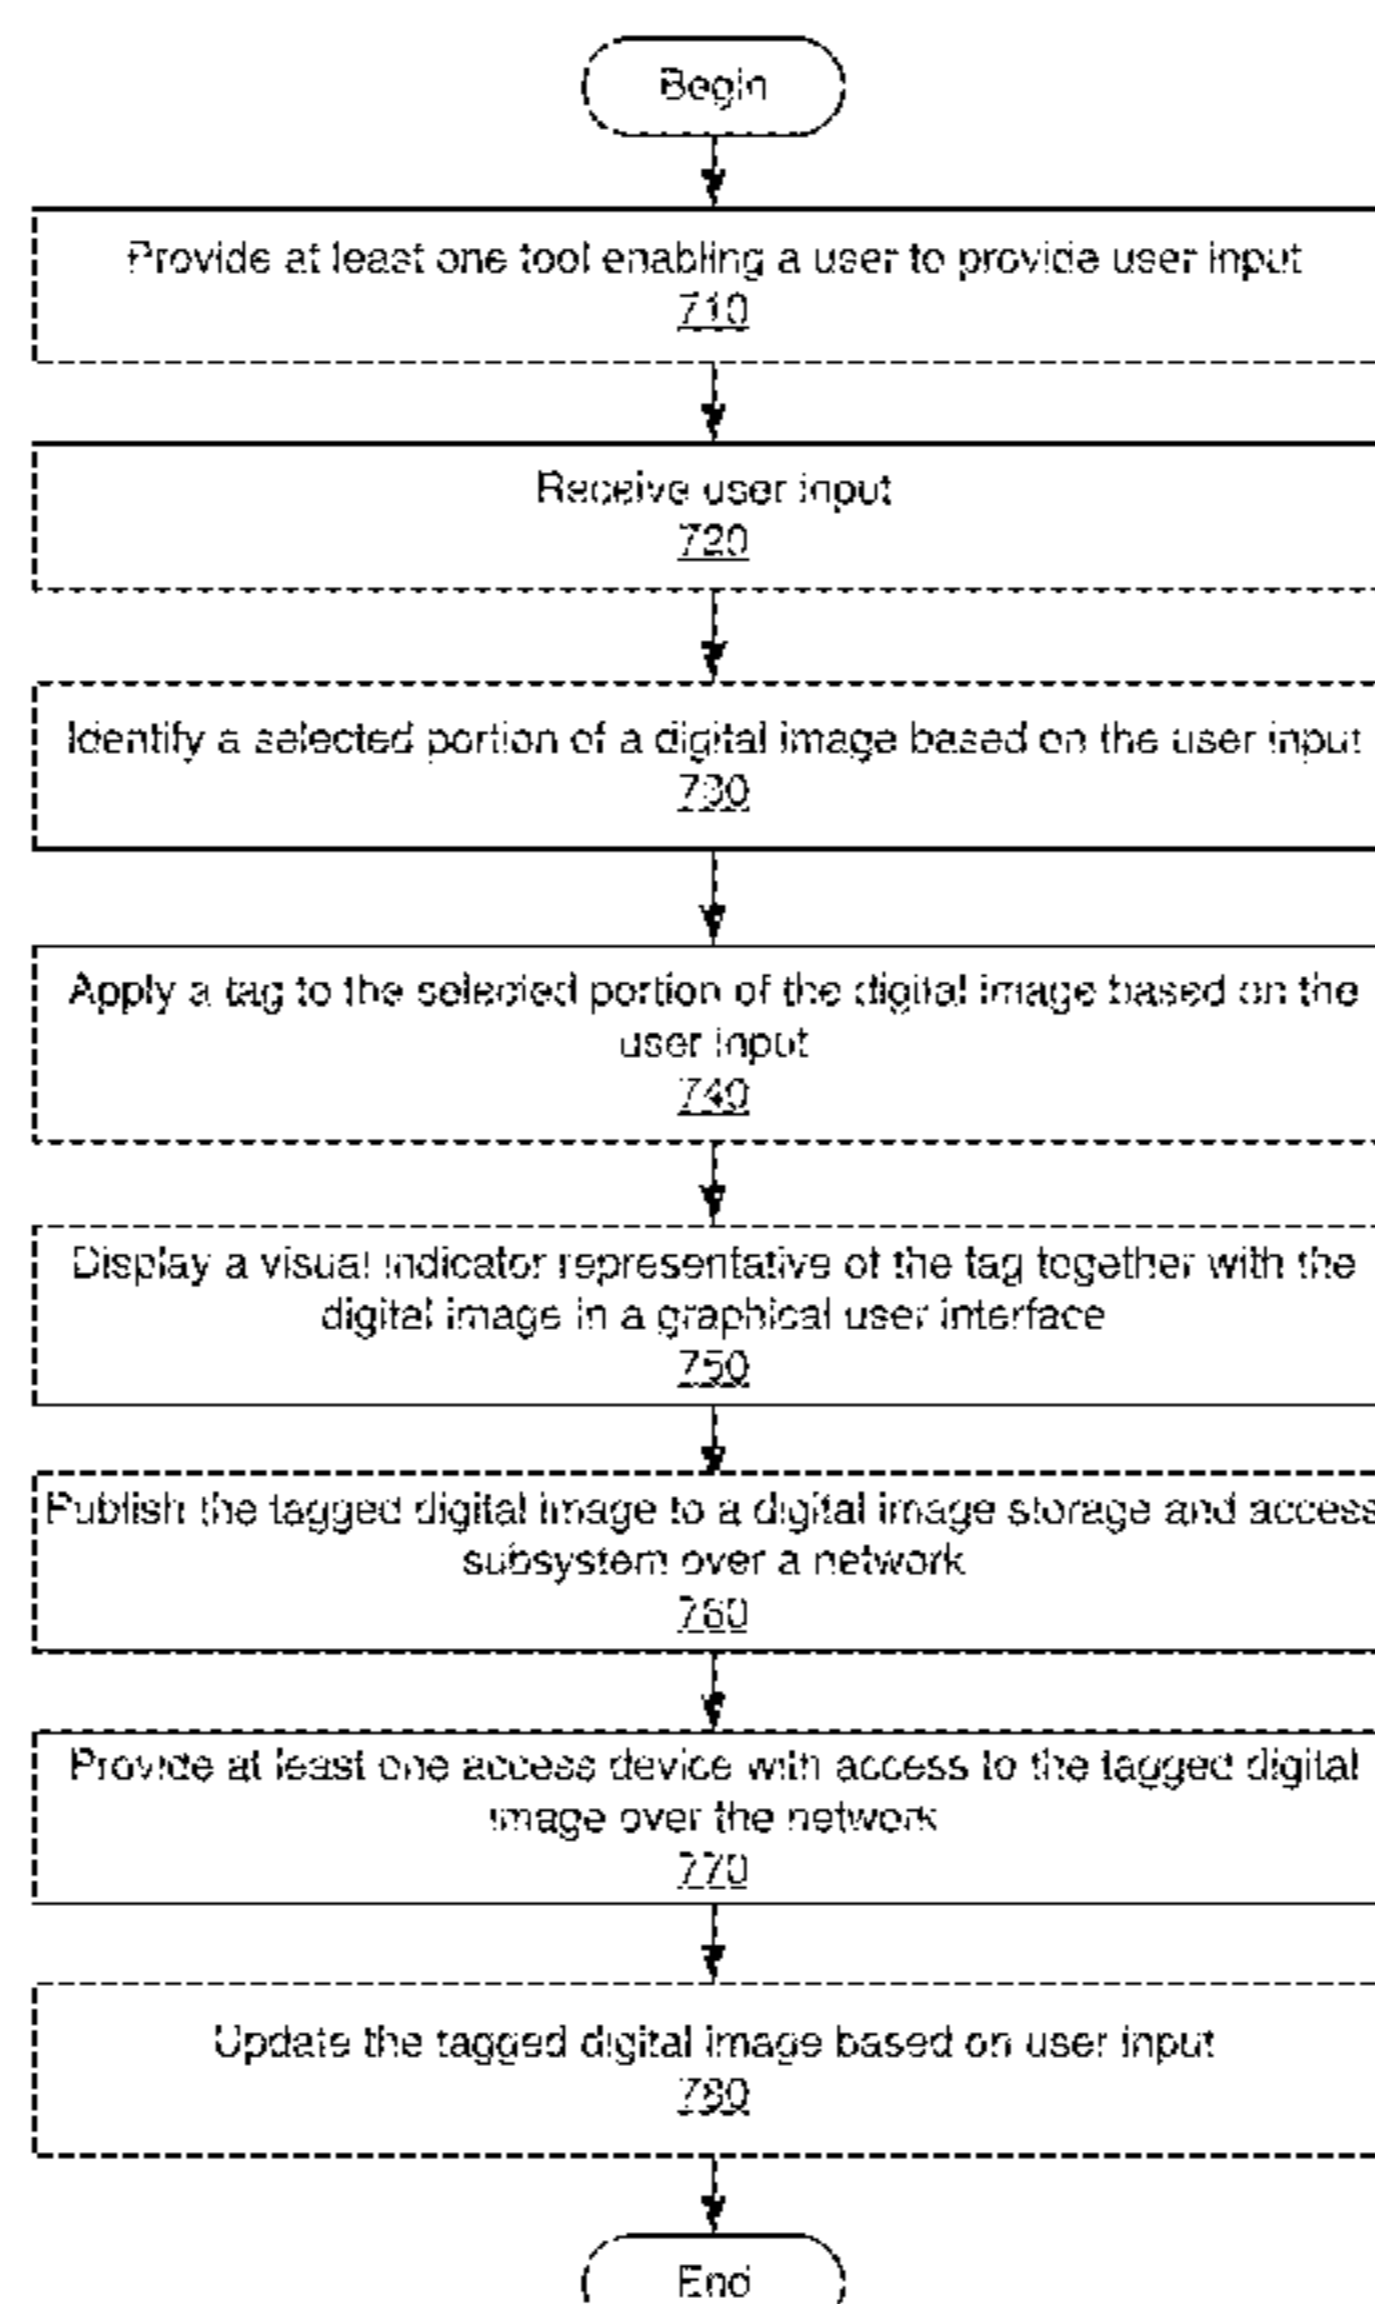 Begin
Provide at least one tool enabling a user to provide user input
710
Receive user input
720
Identify a selected portion of a digital image based on the user input
730
Apply a tag to the selected portion of the digital image based on the
user input
740
Display a visual indicator representative of the tag together with the
digital image in a graphical user interface
750
Publish the tagged digital image to a digital image storage and access
subsystem over a network
760
Provide at least one access device with access to the tagged digital
image over the network
770
Update the tagged digital image based on user input
780
End